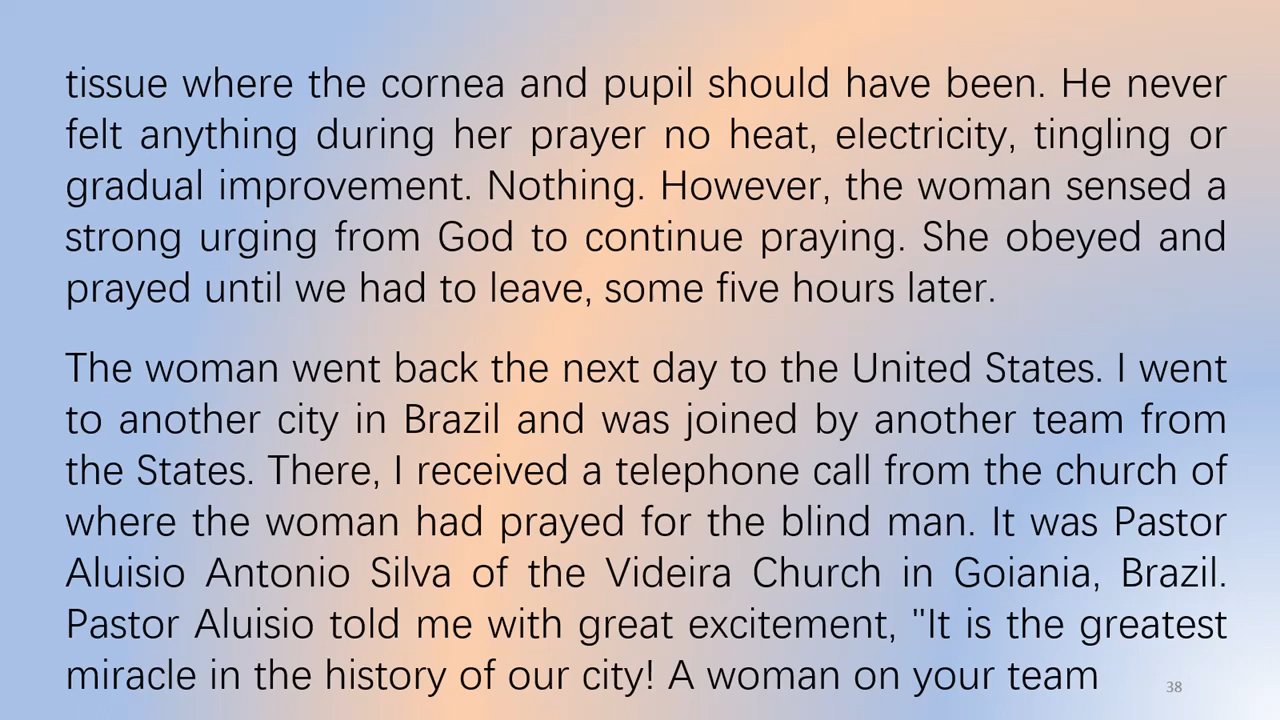 tissue where the cornea and pupil should have been. He never
felt anything during her prayer no heat, electricity, tingling or
gradual improvement. Nothing. However, the woman sensed a
strong urging from God to continue praying. She obeyed and
prayed until we had to leave, some five hours later.
The woman went back the next day to the United States. I went
to another city in Brazil and was joined by another team from
the States. There, I received a telephone call from the church of
where the woman had prayed for the blind man. It was Pastor
Aluisio Antonio Silva of the Videira Church in Goiania, Brazil.
Pastor Aluisio told me with great excitement, "It is the greatest
miracle in the history of our city! A woman on your team
38